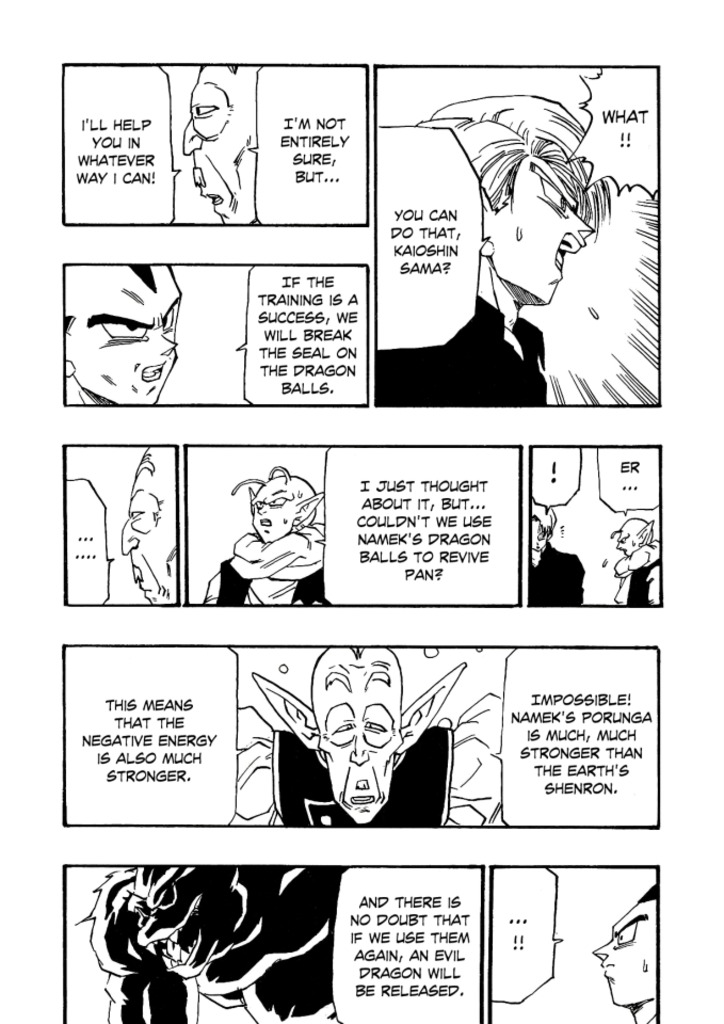 WHAT
!!
YOU CAN
DO THAT,
KAIOSHIN
SAMA?
I'M NOT
ENTIRELY
SURE,
BUT...
I'LL HELP
YOU IN
WHATEVER
WAY I CAN!
IF THE
TRAINING IS A
SUCCESS, WE
WILL BREAK
THE SEAL ON
THE DRAGON
BALLS.
ER
...
!
I JUST THOUGHT
ABOUT IT, BUT...
COULDN'T WE USE
NAMEK'S DRAGON
BALLS TO REVIVE
PAN?
...
....
IMPOSSIBLE!
NAMEK'S PORUNGA
IS MUCH, MUCH
STRONGER THAN
THE EARTH'S
SHENRON.
THIS MEANS
THAT THE
NEGATIVE ENERGY
IS ALSO MUCH
STRONGER.
...
!!
AND THERE IS
NO DOUBT THAT
IF WE USE THEM
AGAIN, AN EVIL
DRAGON WILL
BE RELEASED.